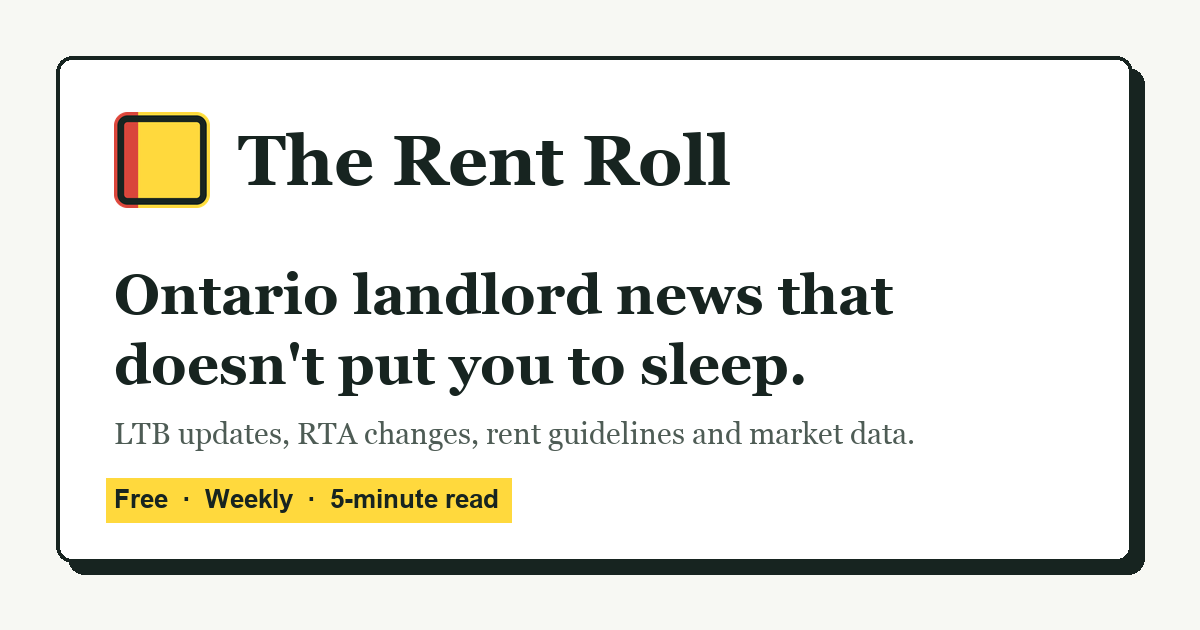 The Rent Roll
Ontario landlord news that
doesn't put you to sleep.
LTB updates, RTA changes, rent guidelines and market data.
Free · Weekly · 5-minute read